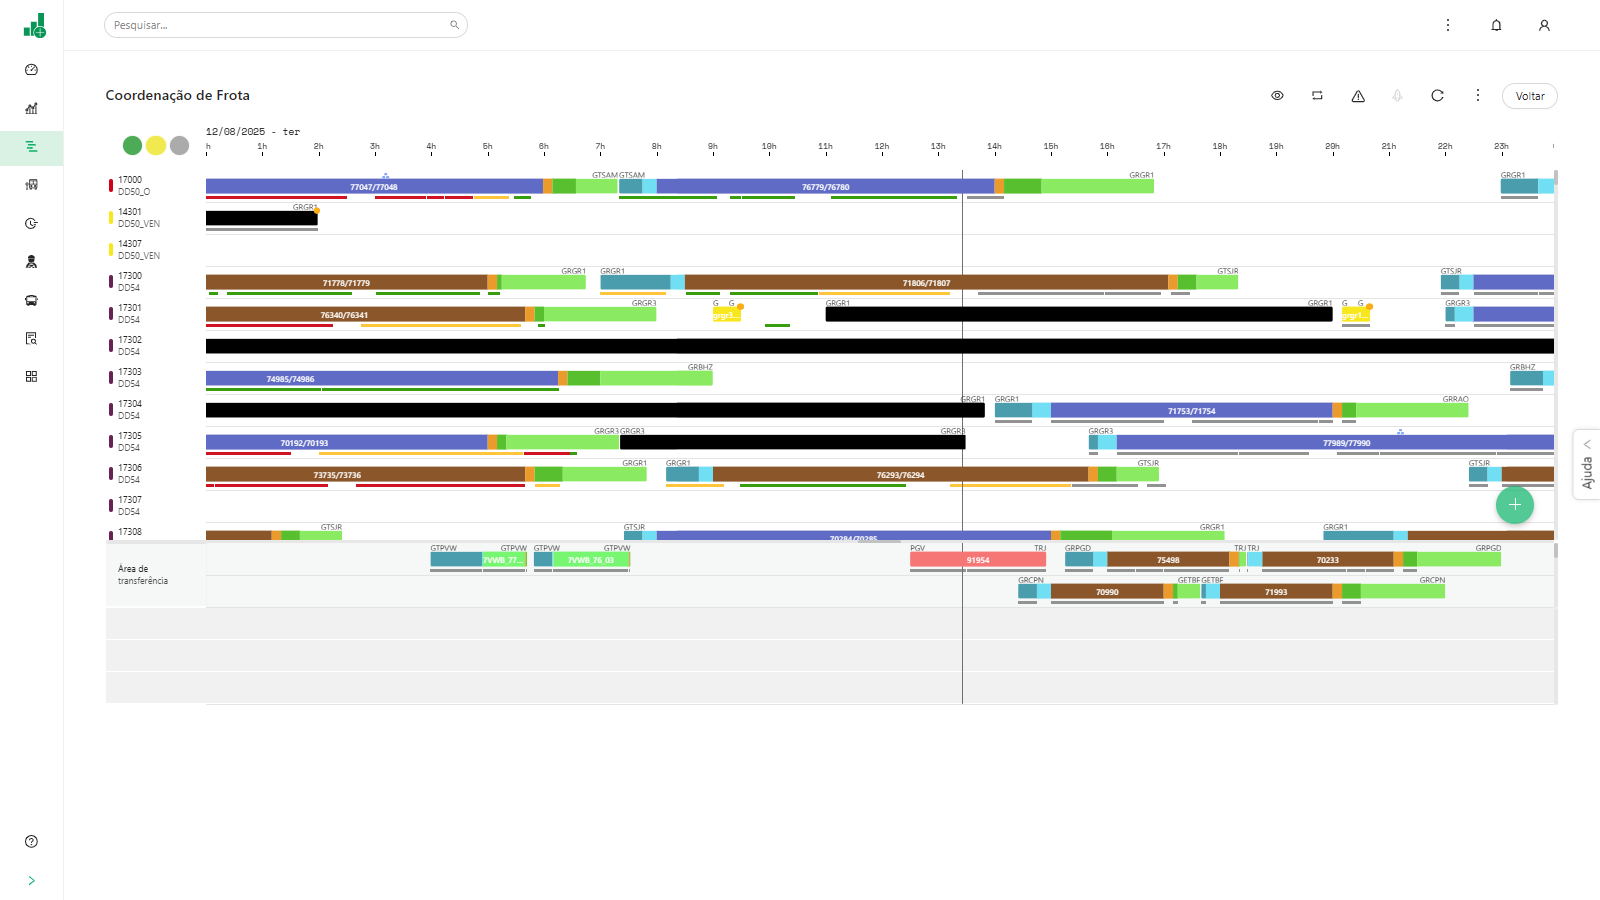 Pesquisar...
Coordenação de Frota
Voltar
12/08/2025 - ter
h 1h 2h 3h 4h 5h 6h 7h 8h 9h 10h 11h 12h 13h 14h 15h 16h 17h 18h 19h 20h 21h 22h 23h
GTSAM GTSAM GRGR1 GRGR1
17000 77047/77048 76779/76780
DD50_O
GRGR1
14301
DD50_VEN
14307
DD50_VEN
GRGR1 GRGR1 GTSJR GTSJR
17300 71778/71779 71806/71807
DD54
GRGR3 G G GRGR1 GRGR1 G G GRGR3
17301 76340/76341 grgr3... grgr1...
DD54
17302
DD54
GRBHZ GRBHZ
17303 74985/74986
DD54
GRGR1 GRGR1 GRRAO
17304 71753/71754
DD54
GRGR3 GRGR3 GRGR3 GRGR3
17305 70192/70193 77989/77990
DD54
GRGR1 GRGR1 GTSJR GTSJR
17306 73735/73736 76293/76294
DD54
17307
DD54
GTSJR GTSJR GRGR1 GRGR1
17308 70284/70285
GTPVW GTPVW GTPVW GTPVW PGV TRJ GRPGD TRJ TRJ GRPGD
7VWB_77... 7VWB_76_03 91954 75498 70233
Área de
transferência
GRCPN GETBF GETBF GRCPN
70990 71993
Ajuda